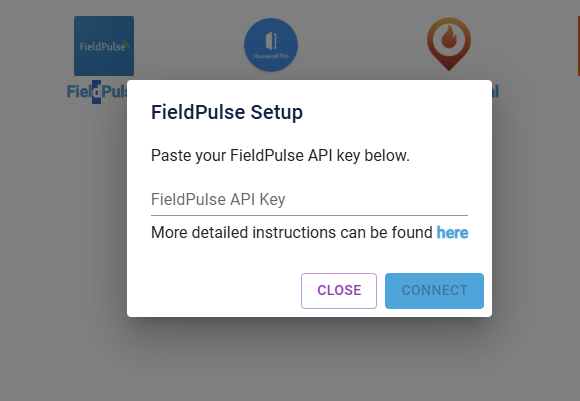 FieldPulse
Housecall Pro
FieldPuls
al
FieldPulse Setup
Paste your FieldPulse API key below.
FieldPulse API Key
More detailed instructions can be found here
CLOSE
CONNECT